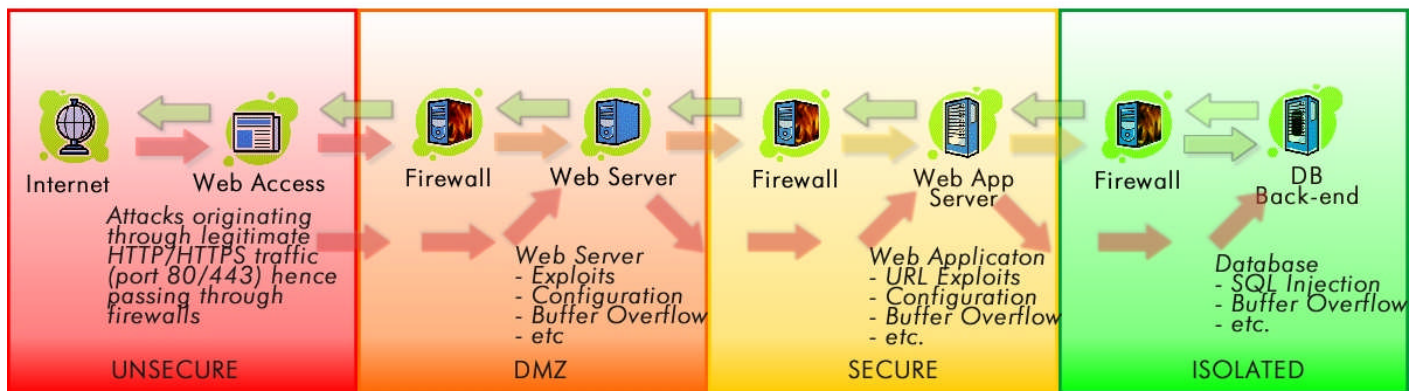 Internet
Web Access
Attacks originating
through legitimate
HTTP/HTTPS traffic
(port 80/443) hence
passing through
firewalls
UNSECURE
Firewall
Web Server
Web Server
- Exploits
- Configuration
- Buffer Overflow
- etc
DMZ
Firewall
Web App
Server
Web Applicaton
- URL Exploits
- Configuration
- Buffer Overflow
- etc.
SECURE
Firewall
DB
Back-end
Database
- SQL Injection
- Buffer Overflow
- etc.
ISOLATED